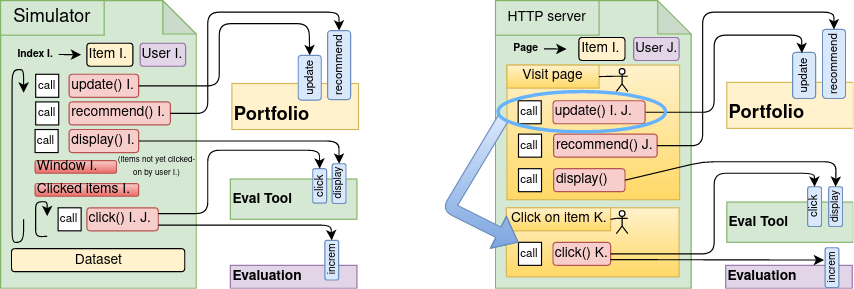 Simulator
Index I.
Item I.
User I.
call
update() I.
call
recommend() I.
call
display() I.
Window I.
(Items not yet clicked-
on by user I.)
Clicked items I.
call
click() I. J.
Dataset
update
recommend
Portfolio
click
display
Eval Tool
increm
Evaluation
HTTP server
Page
Item I.
User J.
Visit page
call
update() I. J.
call
recommend() J.
call
display()
Click on item K.
call
click() K.
update
recommend
Portfolio
click
display
Eval Tool
increm
Evaluation